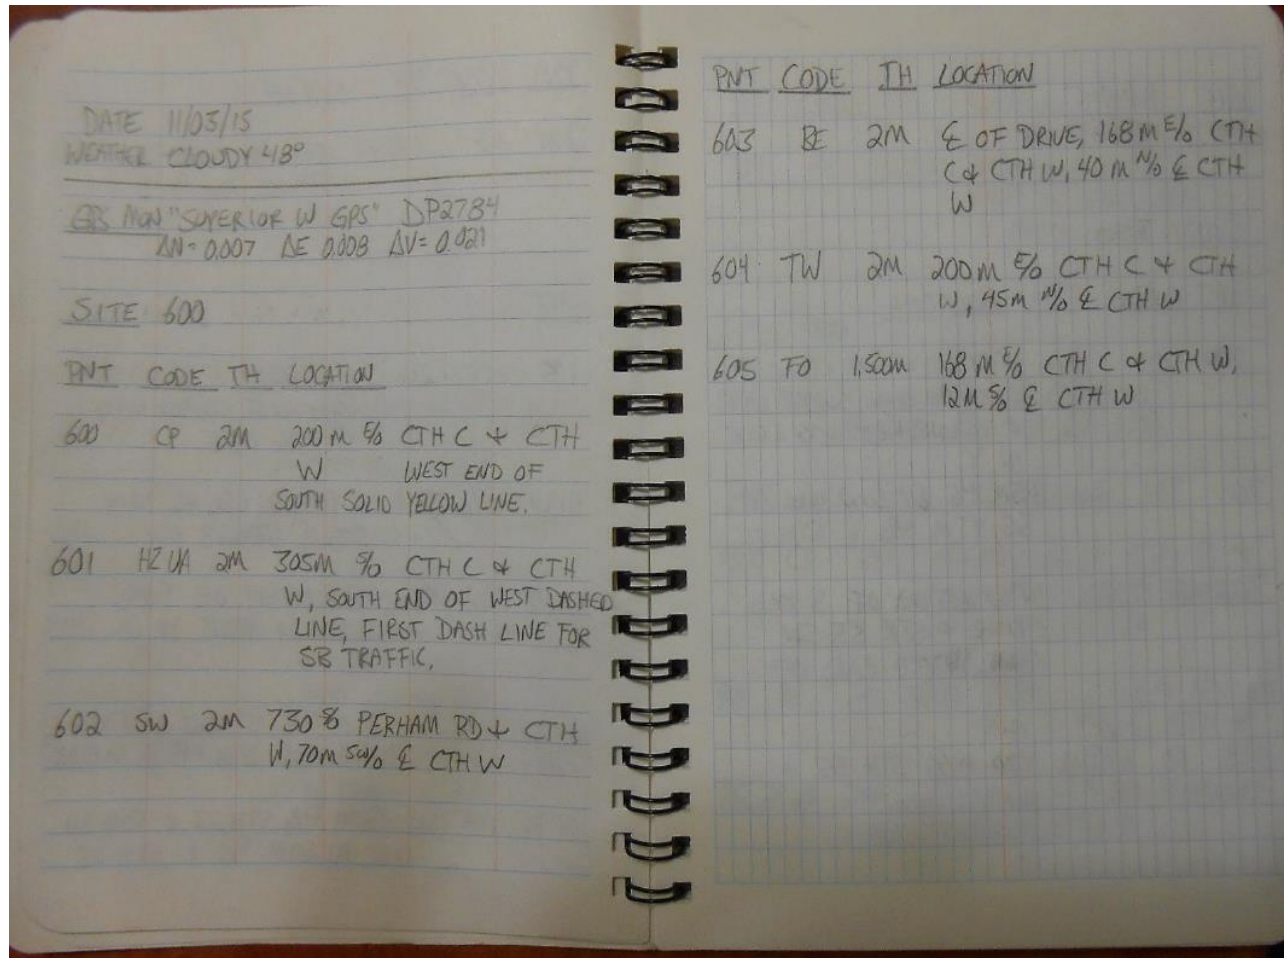 DATE 11/03/15
WEATHER CLOUDY 48°
GPS MON "SUPERIOR W GPS" DP2784
ΔN = 0.007 ΔE 0.008 ΔV = 0.021
SITE 600
PNT CODE TH LOCATION
600 CP 2M 200 M E/o CTH C + CTH
W WEST END OF
SOUTH SOLID YELLOW LINE.
601 HZ UA 2M 305M S/o CTH C & CTH
W, SOUTH END OF WEST DASHED
LINE, FIRST DASH LINE FOR
SB TRAFFIC,
602 SW 2M 730 PERHAM RD + CTH
W, 70M SW/o ℄ CTH W
PNT CODE TH LOCATION
603 BE 2M ℄ OF DRIVE, 168 M E/o CTH
C & CTH W, 40 M N/o ℄ CTH
W
604 TW 2M 200M E/o CTH C + CTH
W, 45M N/o ℄ CTH W
605 FO 1.500M 168 M E/o CTH C & CTH W,
12M S/o ℄ CTH W